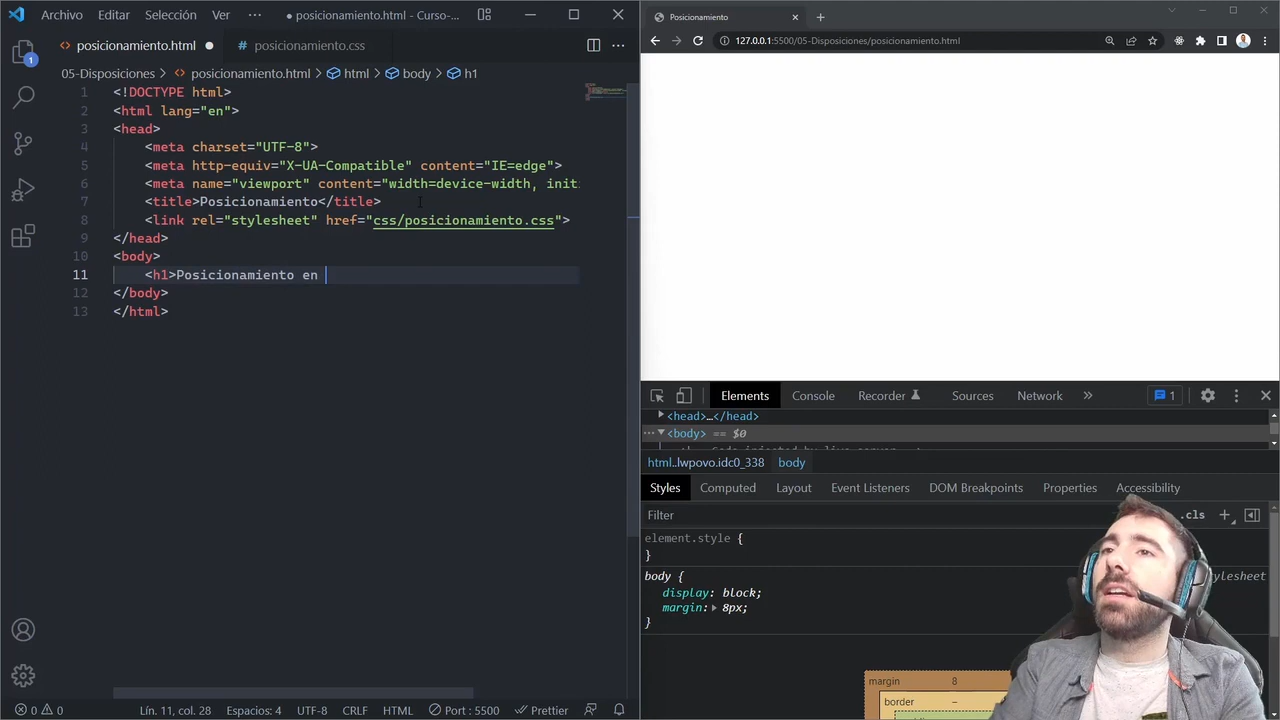 Archivo Editar Selección Ver ··· ● posicionamiento.html - Curso-...
posicionamiento.html ● # posicionamiento.css ···
05-Disposiciones > posicionamiento.html > html > body > h1
1 <!DOCTYPE html>
2 <html lang="en">
3 <head>
4 <meta charset="UTF-8">
5 <meta http-equiv="X-UA-Compatible" content="IE=edge">
6 <meta name="viewport" content="width=device-width, init
7 <title>Posicionamiento</title>
8 <link rel="stylesheet" href="css/posicionamiento.css">
9 </head>
10 <body>
11 <h1>Posicionamiento en
12 </body>
13 </html>
1
0 0 Lín. 11, col. 28 Espacios: 4 UTF-8 CRLF HTML Port : 5500 Prettier
Posicionamiento
127.0.0.1:5500/05-Disposiciones/posicionamiento.html
Elements Console Recorder Sources Network » 1
<head>…</head>
··· <body> == $0
html..lwpovo.idc0_338 body
Styles Computed Layout Event Listeners DOM Breakpoints Properties Accessibility
Filter .cls +
element.style {
}
body { ylesheet
display: block;
margin: 8px;
}
margin 8
border –